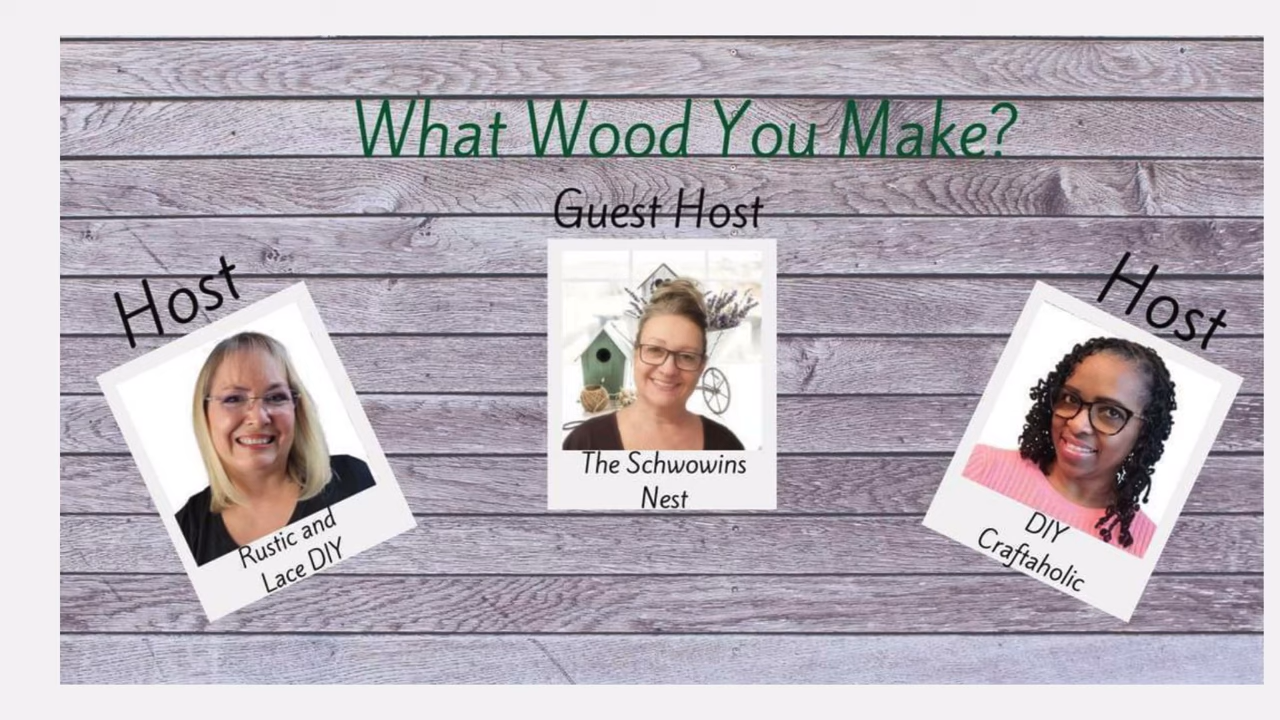 What Wood You Make?
Guest Host
Host
Host
The Schwowins
Nest
Rustic and
Lace DIY
DIY
Craftaholic